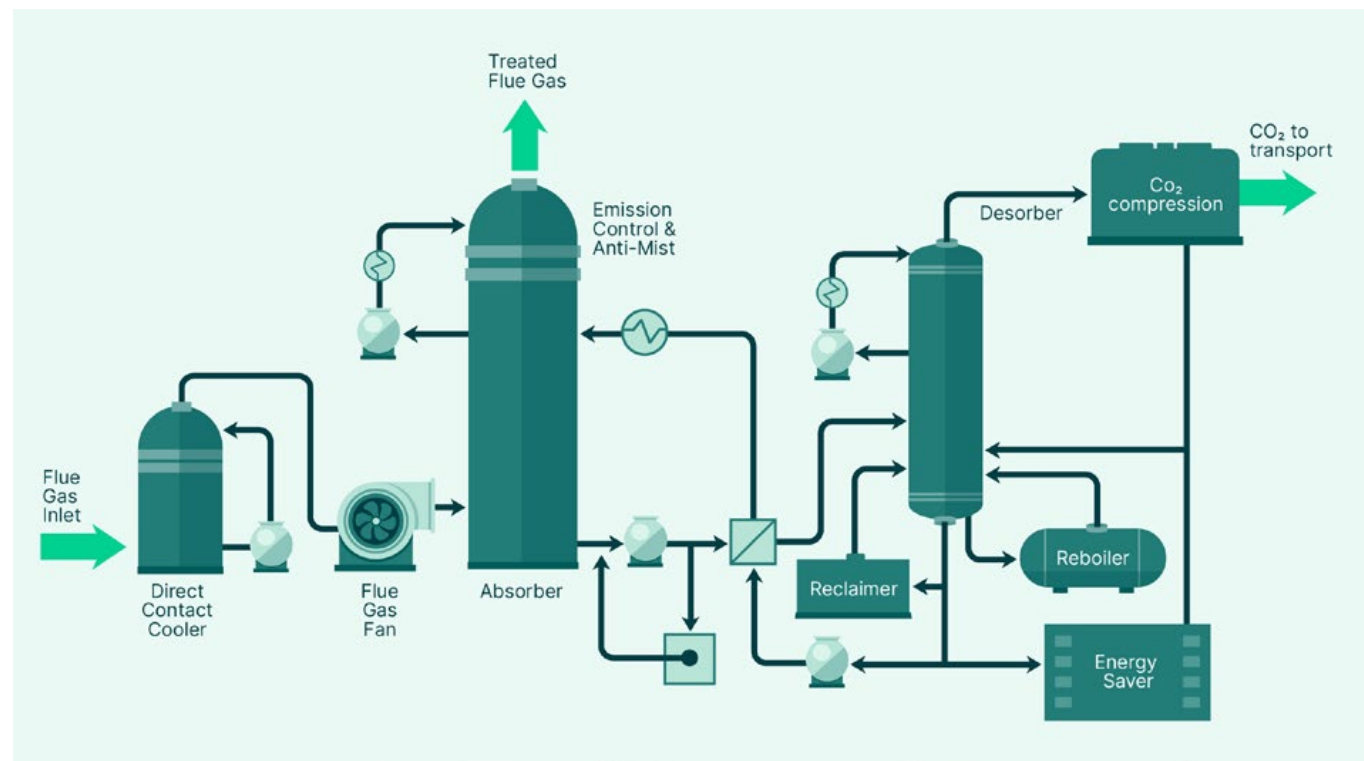 Treated
Flue Gas
CO₂ to
transport
Co₂
compression
Desorber
Emission
Control &
Anti-Mist
Flue
Gas
Inlet
Direct
Contact
Cooler
Flue
Gas
Fan
Absorber
Reclaimer
Reboiler
Energy
Saver